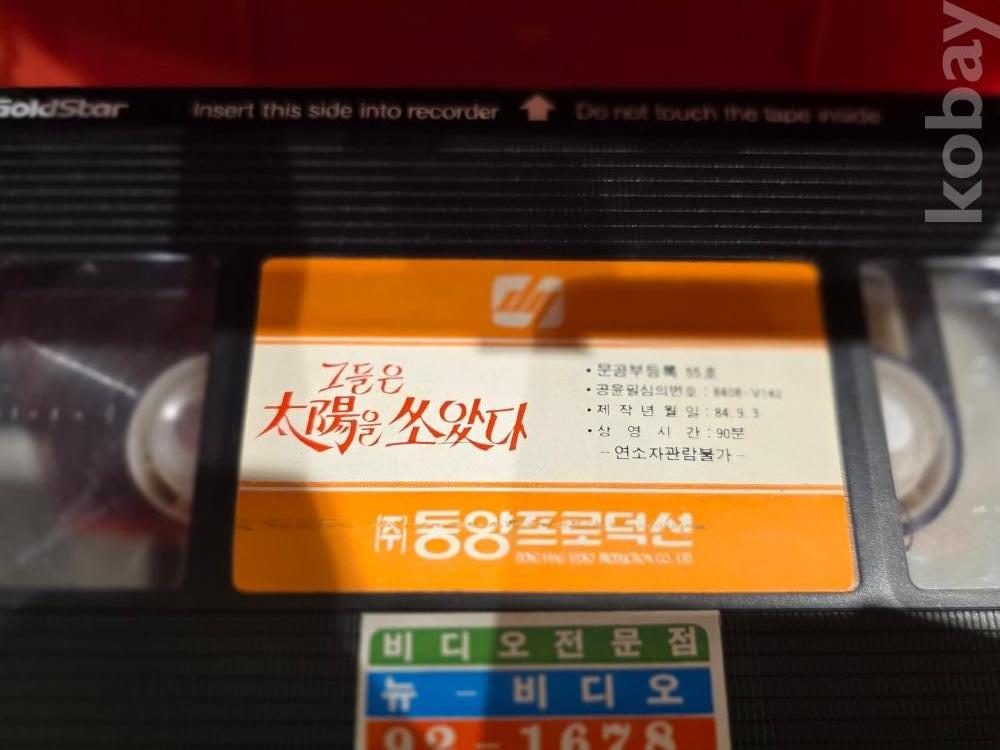 GoldStar Insert this side into recorder Do not touch the tape inside
kobay
그들은
太陽을 쏘았다
• 문공부등록 55호
• 공윤필심의번호 : 8408-V142
• 제작년월일 : 84.9.3
• 상영시간 : 90분
- 연소자관람불가 -
(주) 동양프로덕션
DONG YANG VIDEO PRODUCTION CO. LTD
비디오전문점
뉴 - 비디오
92-1678